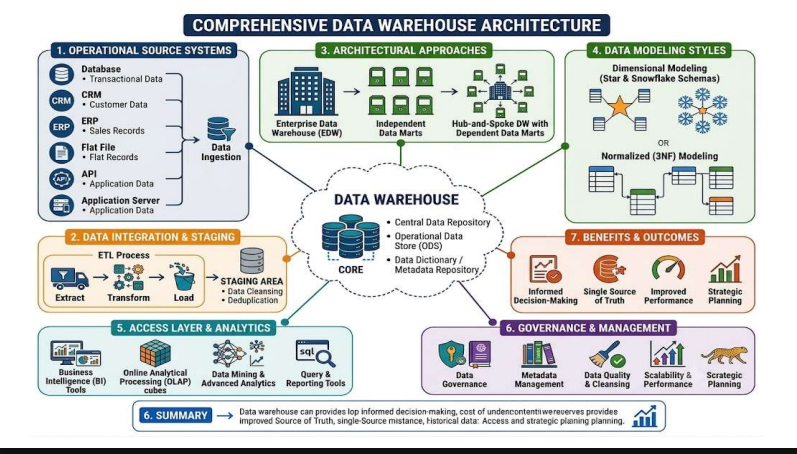 COMPREHENSIVE DATA WAREHOUSE ARCHITECTURE
1. OPERATIONAL SOURCE SYSTEMS
Database
• Transactional Data
CRM
CRM
• Customer Data
ERP
ERP
• Sales Records
Flat File
• Flat Records
API
API
• Application Data
Application Server
• Application Data
Data
Ingestion
3. ARCHITECTURAL APPROACHES
Enterprise Data
Warehouse (EDW)
Independent
Data Marts
Hub-and-Spoke DW with
Dependent Data Marts
4. DATA MODELING STYLES
Dimensional Modeling
(Star & Snowflake Schemas)
OR
Normalized (3NF) Modeling
DATA WAREHOUSE
CORE
• Central Data Repository
• Operational Data
Store (ODS)
• Data Dictionary /
Metadata Repository
2. DATA INTEGRATION & STAGING
ETL Process
Extract
Transform
Load
STAGING AREA
• Data Cleansing
• Deduplication
7. BENEFITS & OUTCOMES
Informed
Decision-Making
Single Source
of Truth
Improved
Performance
Strategic
Planning
5. ACCESS LAYER & ANALYTICS
Business
Intelligence (BI)
Tools
Online Analytical
Processing (OLAP)
cubes
Data Mining &
Advanced Analytics
sql
Query &
Reporting Tools
6. GOVERNANCE & MANAGEMENT
Data
Governance
Metadata
Management
Data Quality
& Cleansing
Scalability &
Performance
Scrategic
Planning
6. SUMMARY
Data warehouse can provides lop informed decision-making, cost of provides
improved Source of Truth, single-Source mistance, historical data: Access and strategic planning planning.